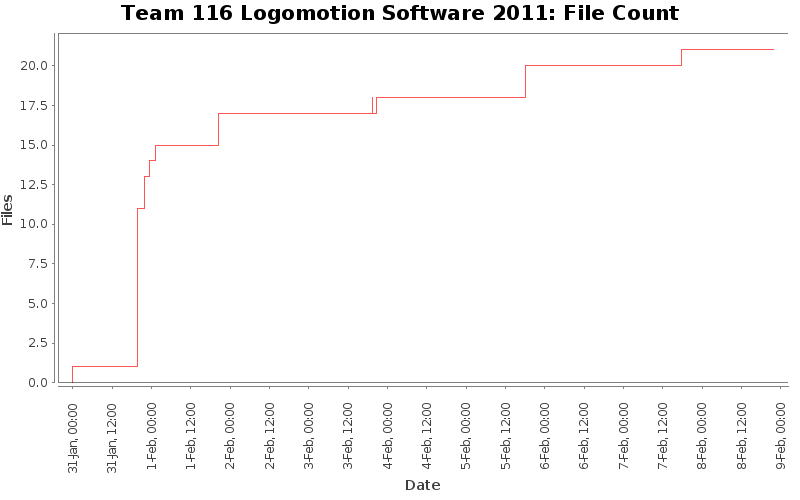 Team 116 Logomotion Software 2011: File Count
20.0
17.5
15.0
12.5
10.0
7.5
5.0
2.5
0.0
Files
31-Jan, 00:00
31-Jan, 12:00
1-Feb, 00:00
1-Feb, 12:00
2-Feb, 00:00
2-Feb, 12:00
3-Feb, 00:00
3-Feb, 12:00
4-Feb, 00:00
4-Feb, 12:00
5-Feb, 00:00
5-Feb, 12:00
6-Feb, 00:00
6-Feb, 12:00
7-Feb, 00:00
7-Feb, 12:00
8-Feb, 00:00
8-Feb, 12:00
9-Feb, 00:00
Date